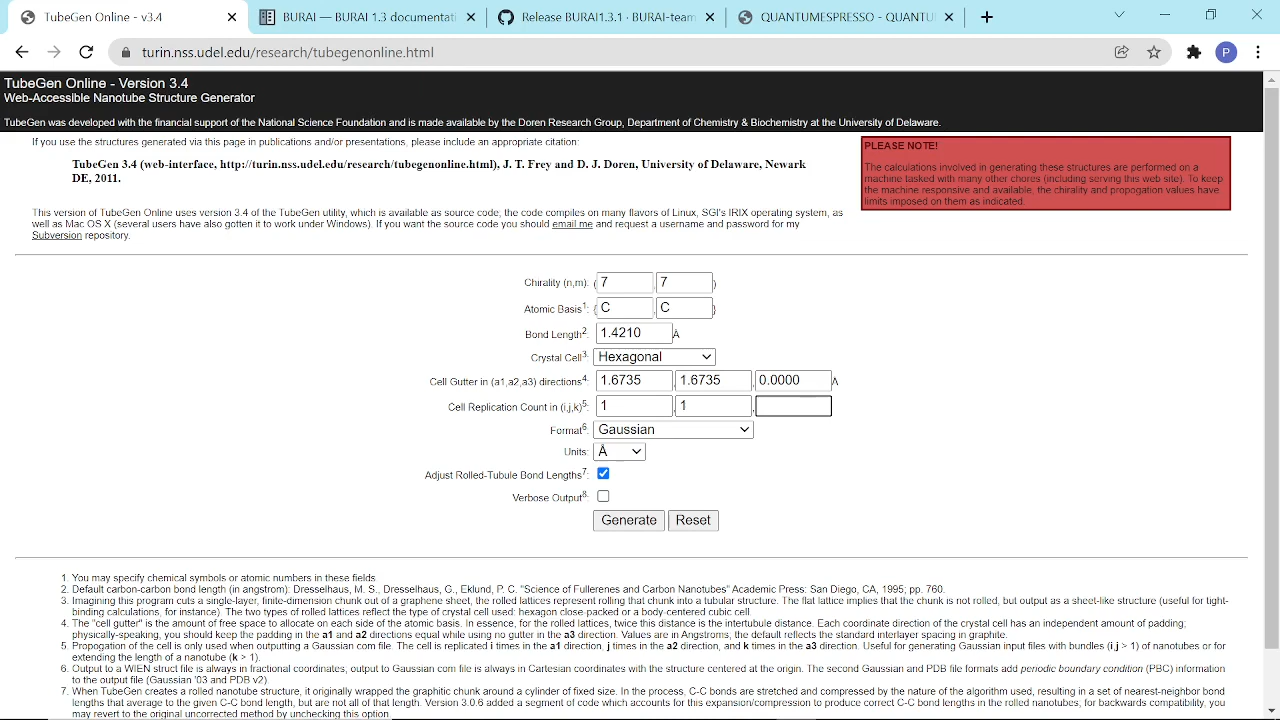 TubeGen Online - v3.4
BURAI — BURAI 1.3 documentati
Release BURAI1.3.1 · BURAI-team
QUANTUMESPRESSO - QUANTU
turin.nss.udel.edu/research/tubegenonline.html
P
TubeGen Online - Version 3.4
Web-Accessible Nanotube Structure Generator
TubeGen was developed with the financial support of the National Science Foundation and is made available by the Doren Research Group, Department of Chemistry & Biochemistry at the University of Delaware.
If you use the structures generated via this page in publications and/or presentations, please include an appropriate citation:
TubeGen 3.4 (web-interface, http://turin.nss.udel.edu/research/tubegenonline.html), J. T. Frey and D. J. Doren, University of Delaware, Newark
DE, 2011.
PLEASE NOTE!
The calculations involved in generating these structures are performed on a
machine tasked with many other chores (including serving this web site). To keep
the machine responsive and available, the chirality and propogation values have
limits imposed on them as indicated.
This version of TubeGen Online uses version 3.4 of the TubeGen utility, which is available as source code; the code compiles on many flavors of Linux, SGI's IRIX operating system, as
well as Mac OS X (several users have also gotten it to work under Windows). If you want the source code you should email me and request a username and password for my
Subversion repository.
Chirality (n,m): ( 7 , 7 )
Atomic Basis1: ( C , C )
Bond Length2: 1.4210 Å
Crystal Cell3: Hexagonal
Cell Gutter in (a1,a2,a3) directions4: 1.6735 , 1.6735 , 0.0000 Å
Cell Replication Count in (i,j,k)5: 1 , 1 ,
Format6: Gaussian
Units: Å
Adjust Rolled-Tubule Bond Lengths7:
Verbose Output8:
Generate Reset
1. You may specify chemical symbols or atomic numbers in these fields
2. Default carbon-carbon bond length (in angstrom): Dresselhaus, M. S., Dresselhaus, G., Eklund, P. C. "Science of Fullerenes and Carbon Nanotubes" Academic Press: San Diego, CA, 1995; pp. 760.
3. Imagining this program cuts a single-layer, finite-dimension chunk out of a graphene sheet, the rolled lattices represent rolling that chunk into a tubular structure. The flat lattice implies that the chunk is not rolled, but output as a sheet-like structure (useful for tight-
binding calculations, for instance). The two types of rolled lattices reflect the type of crystal cell used: hexagon close packed or body-centered cubic cell.
4. The "cell gutter" is the amount of free space to allocate on each side of the atomic basis. In essence, for the rolled lattices, twice this distance is the intertubule distance. Each coordinate direction of the crystal cell has an independent amount of padding;
physically-speaking, you should keep the padding in the a1 and a2 directions equal while using no gutter in the a3 direction. Values are in Angstroms; the default reflects the standard interlayer spacing in graphite.
5. Propogation of the cell is only used when outputting a Gaussian com file. The cell is replicated i times in the a1 direction, j times in the a2 direction, and k times in the a3 direction. Useful for generating Gaussian input files with bundles (i,j > 1) of nanotubes or for
extending the length of a nanotube (k > 1).
6. Output to a WIEN struct file is always in fractional coordinates, output to Gaussian com file is always in Cartesian coordinates with the structure centered at the origin. The second Gaussian and PDB file formats add periodic boundary condition (PBC) information
to the output file (Gaussian '03 and PDB v2).
7. When TubeGen creates a rolled nanotube structure, it originally wrapped the graphitic chunk around a cylinder of fixed size. In the process, C-C bonds are stretched and compressed by the nature of the algorithm used, resulting in a set of nearest-neighbor bond
lengths that average to the given C-C bond length, but are not all of that length. Version 3.0.6 added a segment of code which accounts for this expansion/compression to produce correct C-C bond lengths in the rolled nanotubes; for backwards compatibility, you
may revert to the original uncorrected method by unchecking this option.